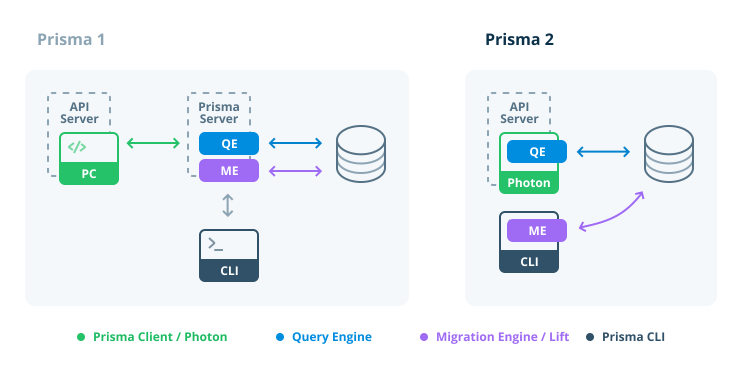 Prisma 1
API
Server
</>
PC
Prisma
Server
QE
ME
>_
CLI
Prisma 2
API
Server
QE
Photon
ME
CLI
Prisma Client / Photon
Query Engine
Migration Engine / Lift
Prisma CLI